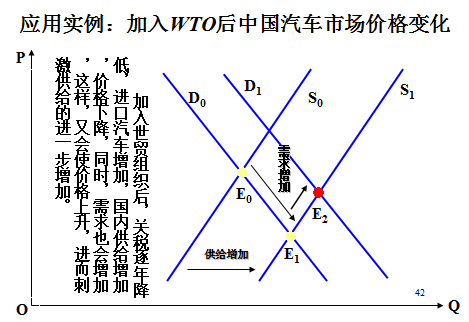 应用实例：加入WTO后中国汽车市场价格变化
P
加入世贸组织后，关税逐年降
低，进口汽车增加，国内供给增加
，价格下降，同时，需求也会增加
，这样，又会使价格上升，进而刺
激供给的进一步增加。
D0
D1
S0
S1
需求增加
E0
E2
E1
供给增加
42
O
Q